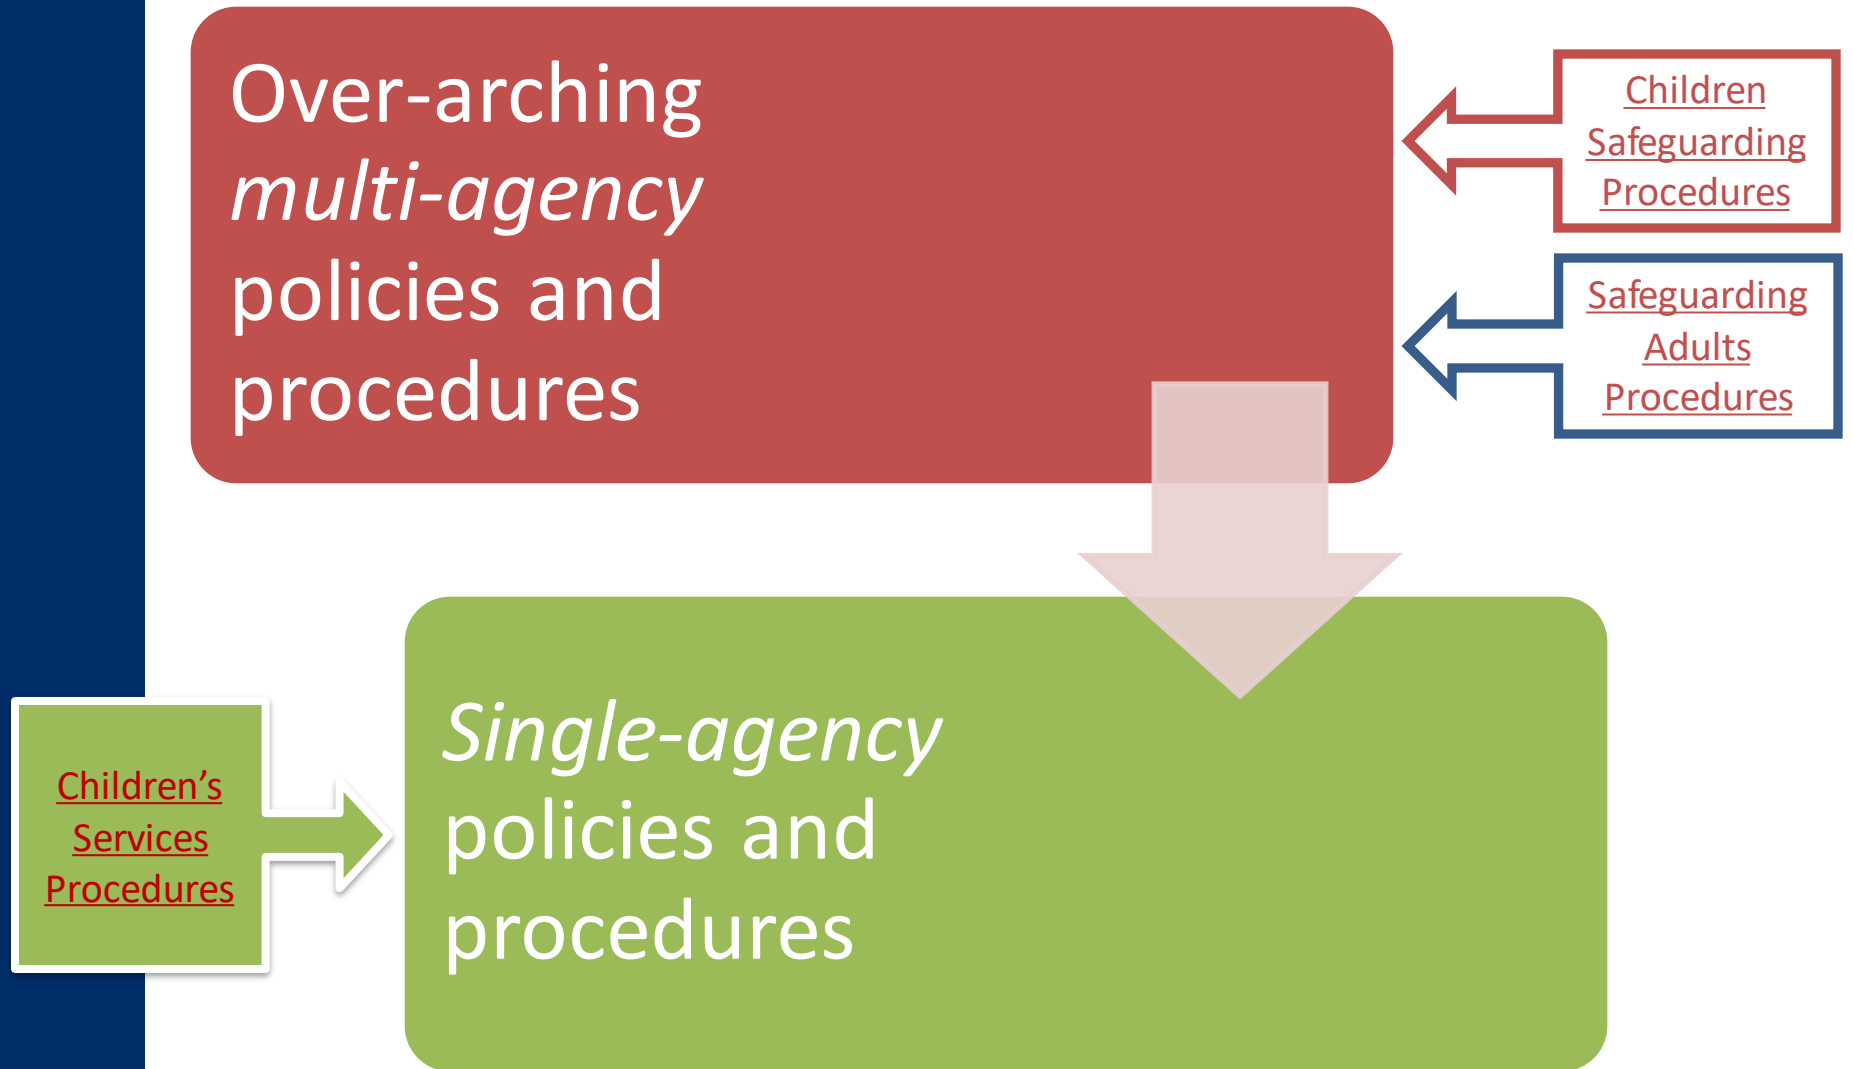 Over-arching
multi-agency
policies and
procedures
Children
Safeguarding
Procedures
Safeguarding
Adults
Procedures
Children’s
Services
Procedures
Single-agency
policies and
procedures